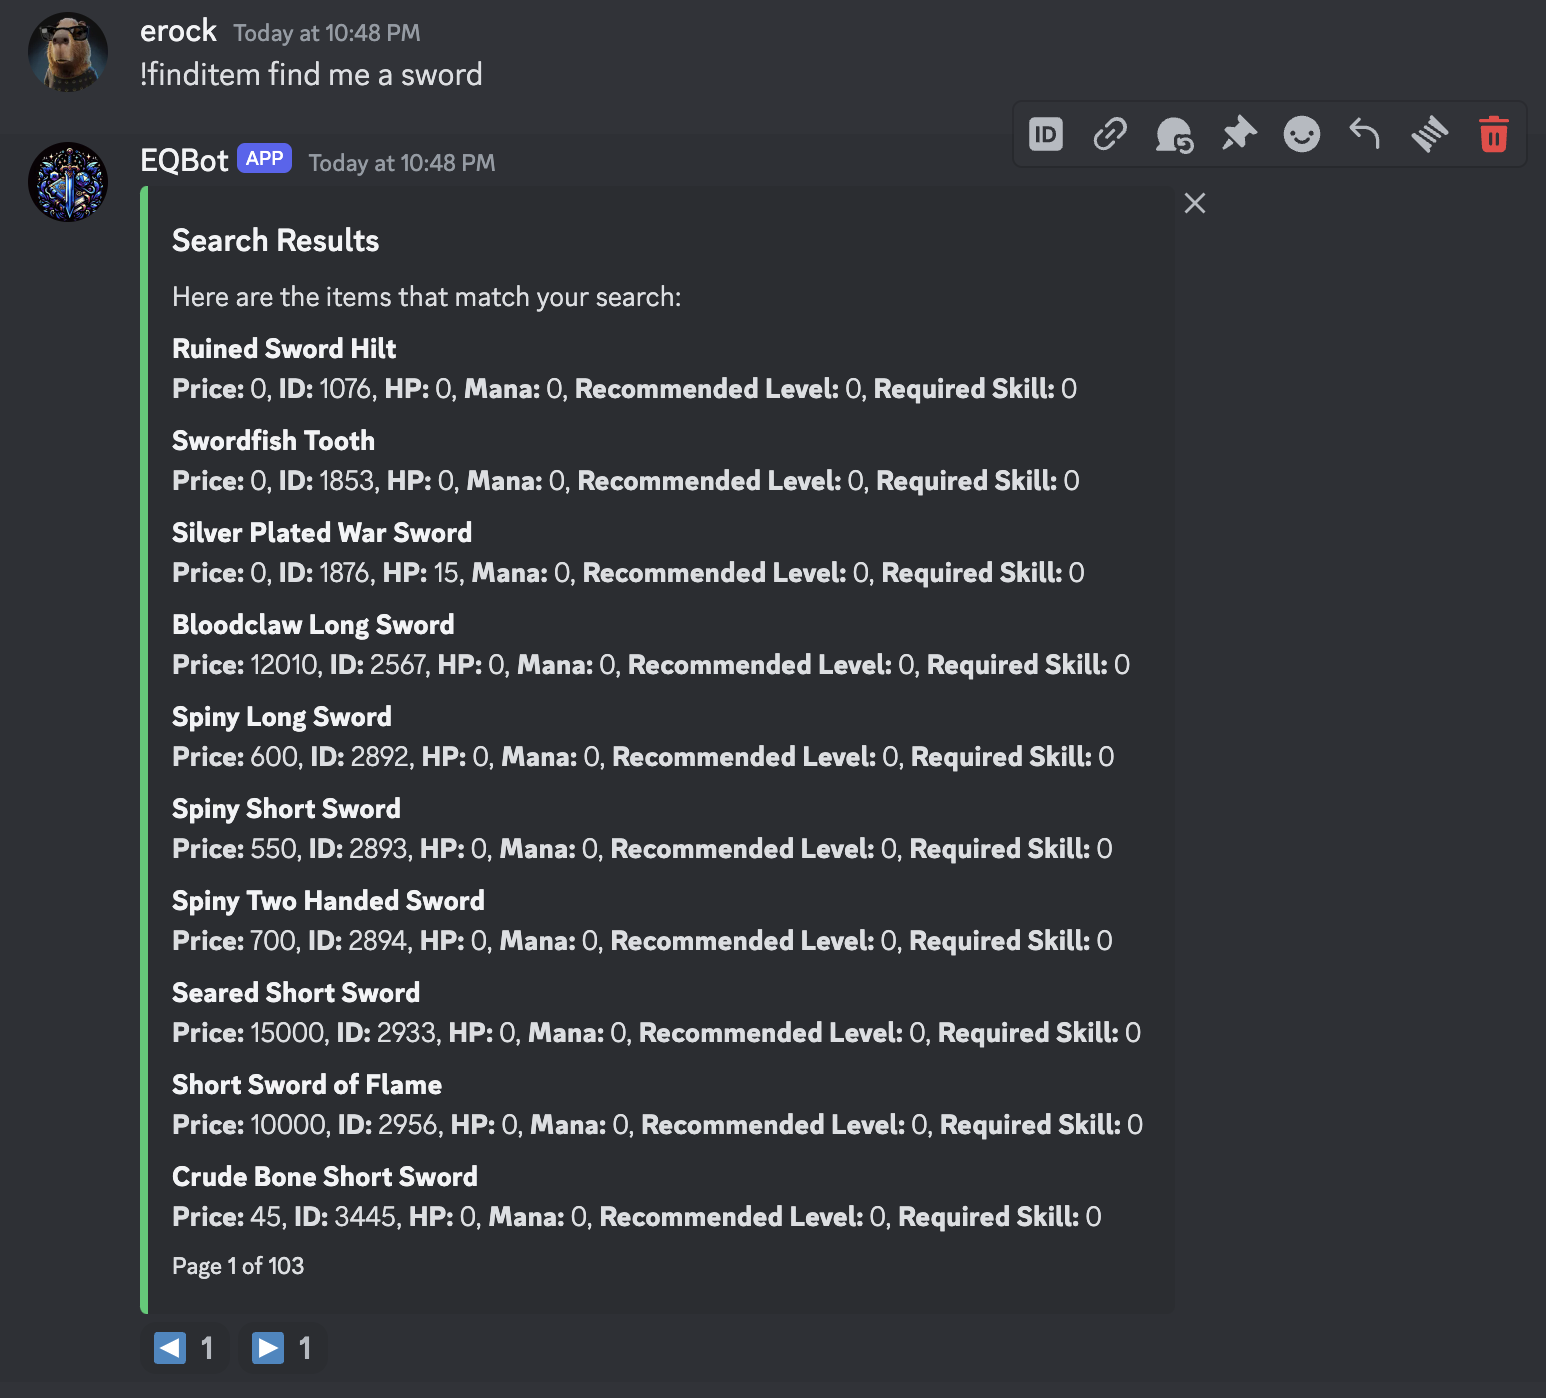 erock Today at 10:48 PM
!finditem find me a sword
ID
EQBot APP Today at 10:48 PM
Search Results
Here are the items that match your search:
Ruined Sword Hilt
Price: 0, ID: 1076, HP: 0, Mana: 0, Recommended Level: 0, Required Skill: 0
Swordfish Tooth
Price: 0, ID: 1853, HP: 0, Mana: 0, Recommended Level: 0, Required Skill: 0
Silver Plated War Sword
Price: 0, ID: 1876, HP: 15, Mana: 0, Recommended Level: 0, Required Skill: 0
Bloodclaw Long Sword
Price: 12010, ID: 2567, HP: 0, Mana: 0, Recommended Level: 0, Required Skill: 0
Spiny Long Sword
Price: 600, ID: 2892, HP: 0, Mana: 0, Recommended Level: 0, Required Skill: 0
Spiny Short Sword
Price: 550, ID: 2893, HP: 0, Mana: 0, Recommended Level: 0, Required Skill: 0
Spiny Two Handed Sword
Price: 700, ID: 2894, HP: 0, Mana: 0, Recommended Level: 0, Required Skill: 0
Seared Short Sword
Price: 15000, ID: 2933, HP: 0, Mana: 0, Recommended Level: 0, Required Skill: 0
Short Sword of Flame
Price: 10000, ID: 2956, HP: 0, Mana: 0, Recommended Level: 0, Required Skill: 0
Crude Bone Short Sword
Price: 45, ID: 3445, HP: 0, Mana: 0, Recommended Level: 0, Required Skill: 0
Page 1 of 103
1 1